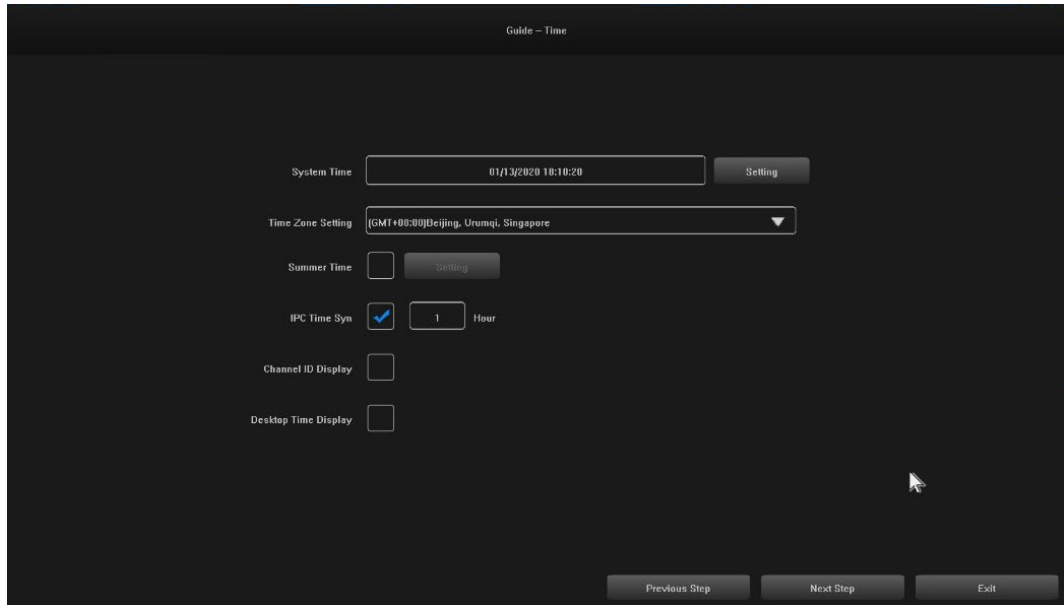 Guide – Time
System Time 01/13/2020 18:10:20 Setting
Time Zone Setting [GMT+08:00]Beijing, Urumqi, Singapore
Summer Time Setting
IPC Time Syn 1 Hour
Channel ID Display
Desktop Time Display
Previous Step Next Step Exit